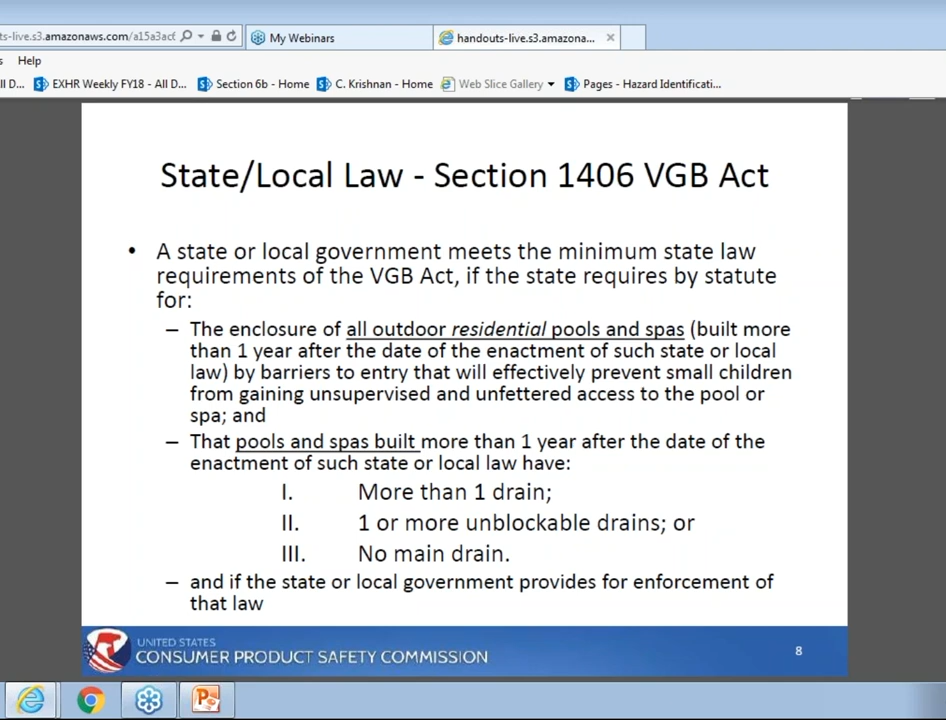 ts-live.s3.amazonaws.com/a15a3ac6
My Webinars
handouts-live.s3.amazona...
Help
ll D...
EXHR Weekly FY18 - All D...
Section 6b - Home
C. Krishnan - Home
Web Slice Gallery
Pages - Hazard Identificati...
State/Local Law - Section 1406 VGB Act
• A state or local government meets the minimum state law
requirements of the VGB Act, if the state requires by statute
for:
– The enclosure of all outdoor residential pools and spas (built more
than 1 year after the date of the enactment of such state or local
law) by barriers to entry that will effectively prevent small children
from gaining unsupervised and unfettered access to the pool or
spa; and
– That pools and spas built more than 1 year after the date of the
enactment of such state or local law have:
I. More than 1 drain;
II. 1 or more unblockable drains; or
III. No main drain.
– and if the state or local government provides for enforcement of
that law
UNITED STATES
CONSUMER PRODUCT SAFETY COMMISSION
8